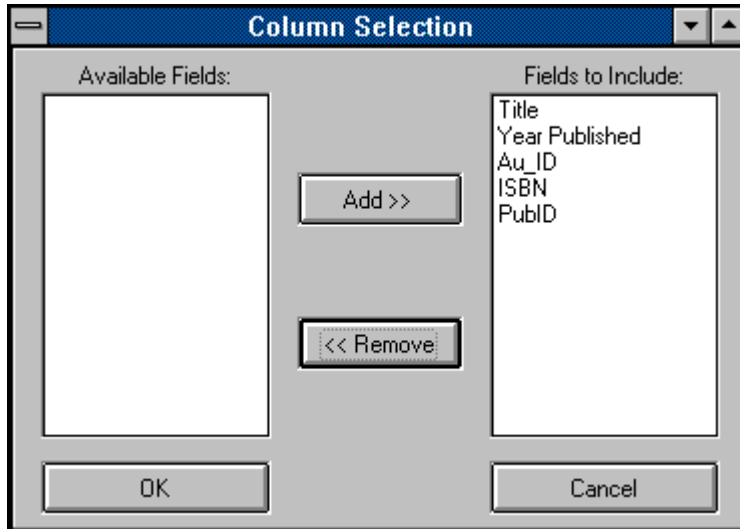 Column Selection
Available Fields:
Fields to Include:
Title
Year Published
Au_ID
ISBN
PubID
Add >>
<< Remove
OK
Cancel